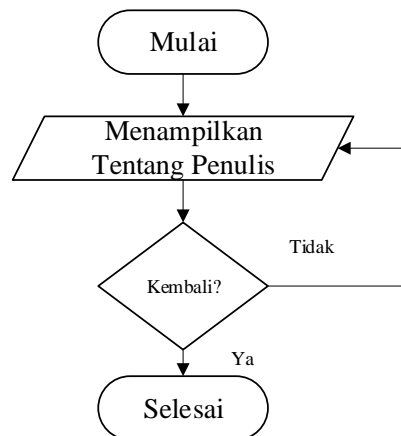 Mulai
Menampilkan
Tentang Penulis
Tidak
Kembali?
Ya
Selesai